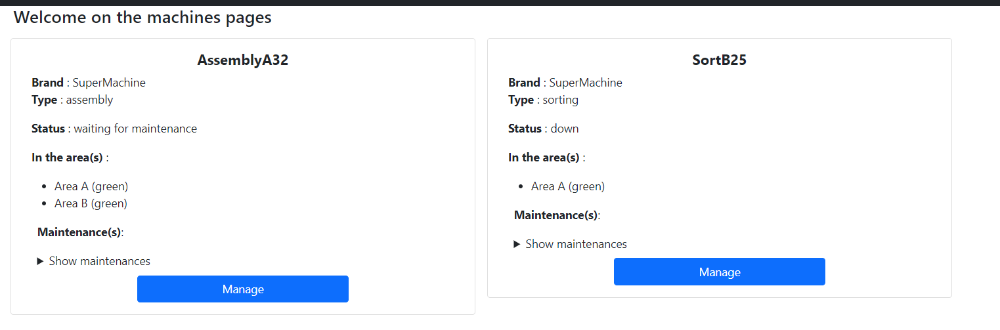 Welcome on the machines pages
AssemblyA32
Brand : SuperMachine
Type : assembly
Status : waiting for maintenance
In the area(s) :
Area A (green)
Area B (green)
Maintenance(s):
Show maintenances
Manage
SortB25
Brand : SuperMachine
Type : sorting
Status : down
In the area(s) :
Area A (green)
Maintenance(s):
Show maintenances
Manage